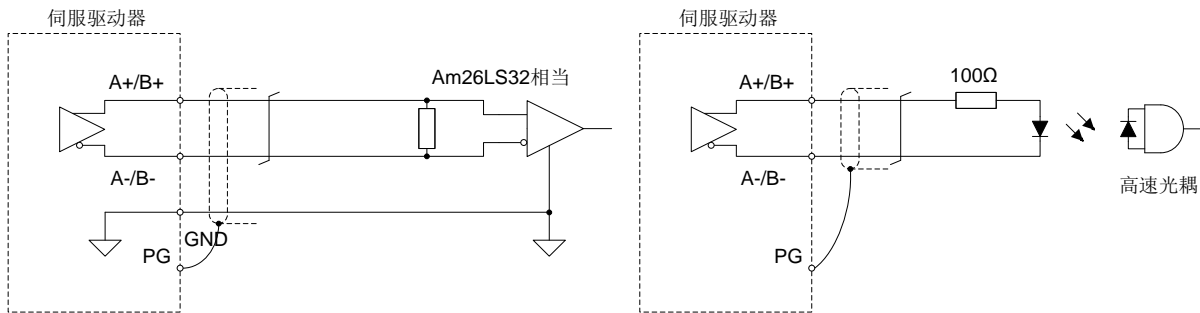 伺服驱动器
A+/B+
Am26LS32相当
A-/B-
GND
PG
伺服驱动器
A+/B+
100Ω
A-/B-
高速光耦
PG